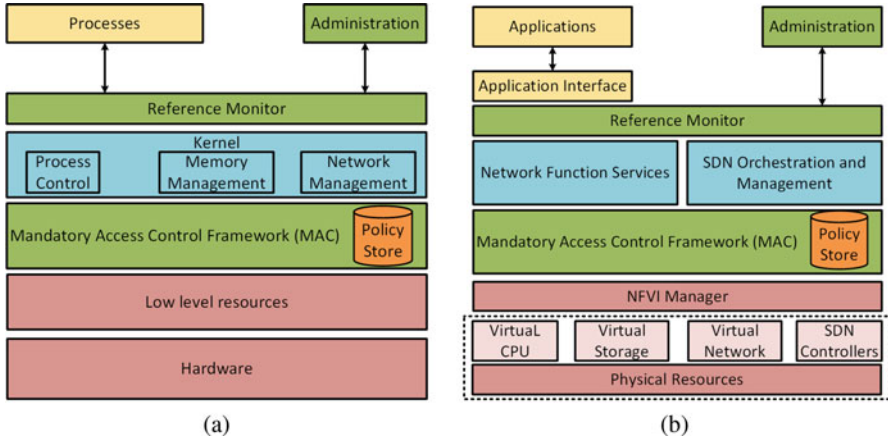 Processes
Administration
Reference Monitor
Kernel
Process
Control
Memory
Management
Network
Management
Mandatory Access Control Framework (MAC)
Policy
Store
Low level resources
Hardware
(a)
Applications
Administration
Application Interface
Reference Monitor
Network Function Services
SDN Orchestration and
Management
Mandatory Access Control Framework (MAC)
Policy
Store
NFVI Manager
VirtuaL
CPU
Virtual
Storage
Virtual
Network
SDN
Controllers
Physical Resources
(b)